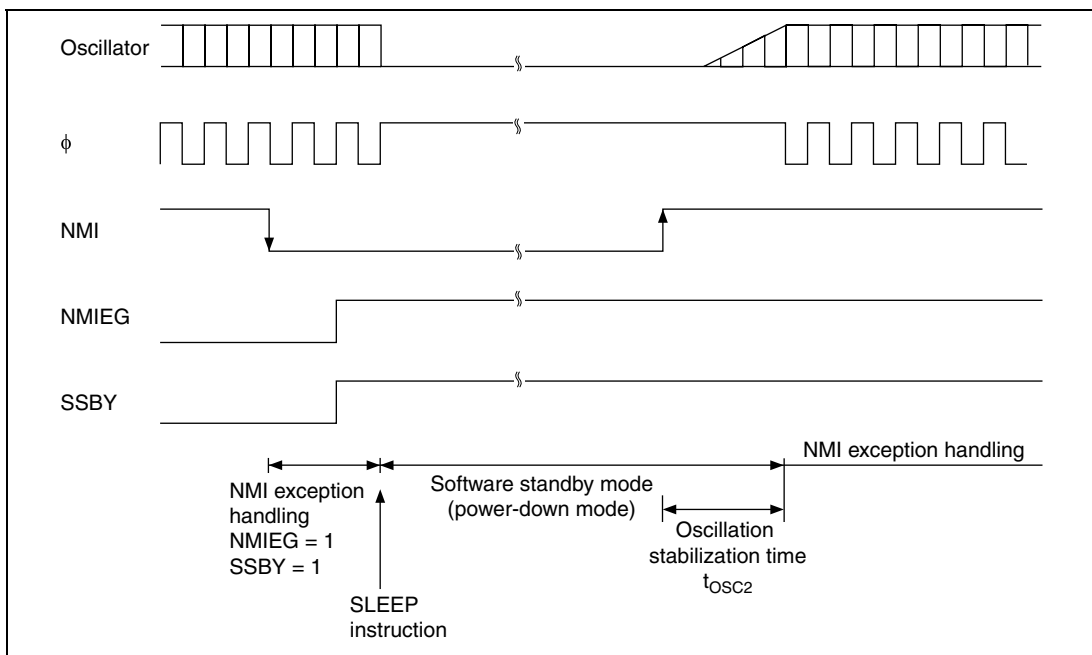 Oscillator
ϕ
NMI
NMIEG
SSBY
NMI exception handling
NMI exception
handling
NMIEG = 1
SSBY = 1
Software standby mode
(power-down mode)
Oscillation
stabilization time
tOSC2
SLEEP
instruction